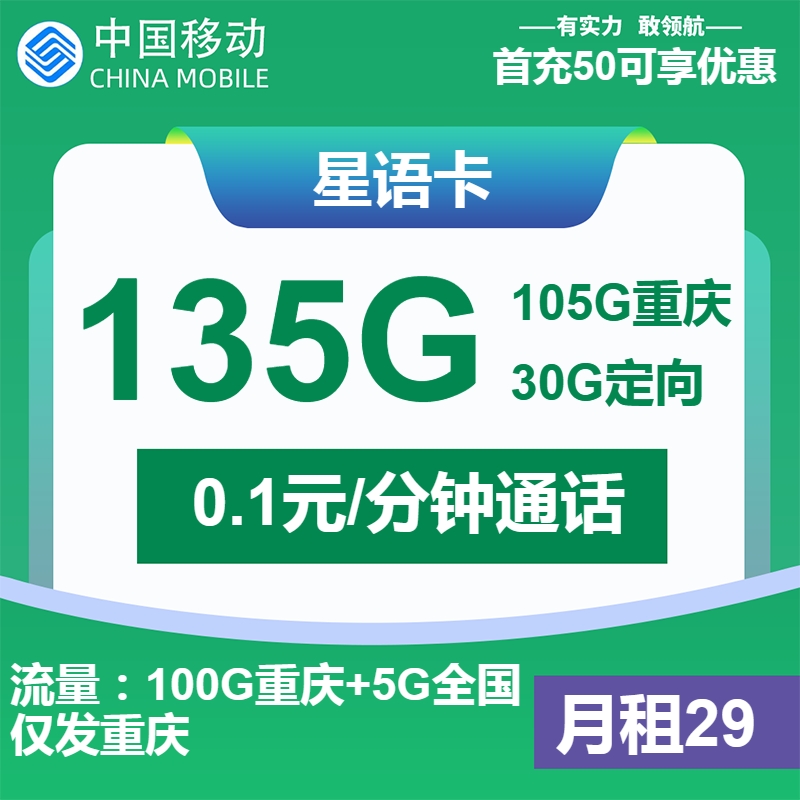 中国移动
CHINA MOBILE
有实力 敢领航
首充50可享优惠
星语卡
135G
105G重庆
30G定向
0.1元/分钟通话
流量：100G重庆+5G全国
仅发重庆
月租29